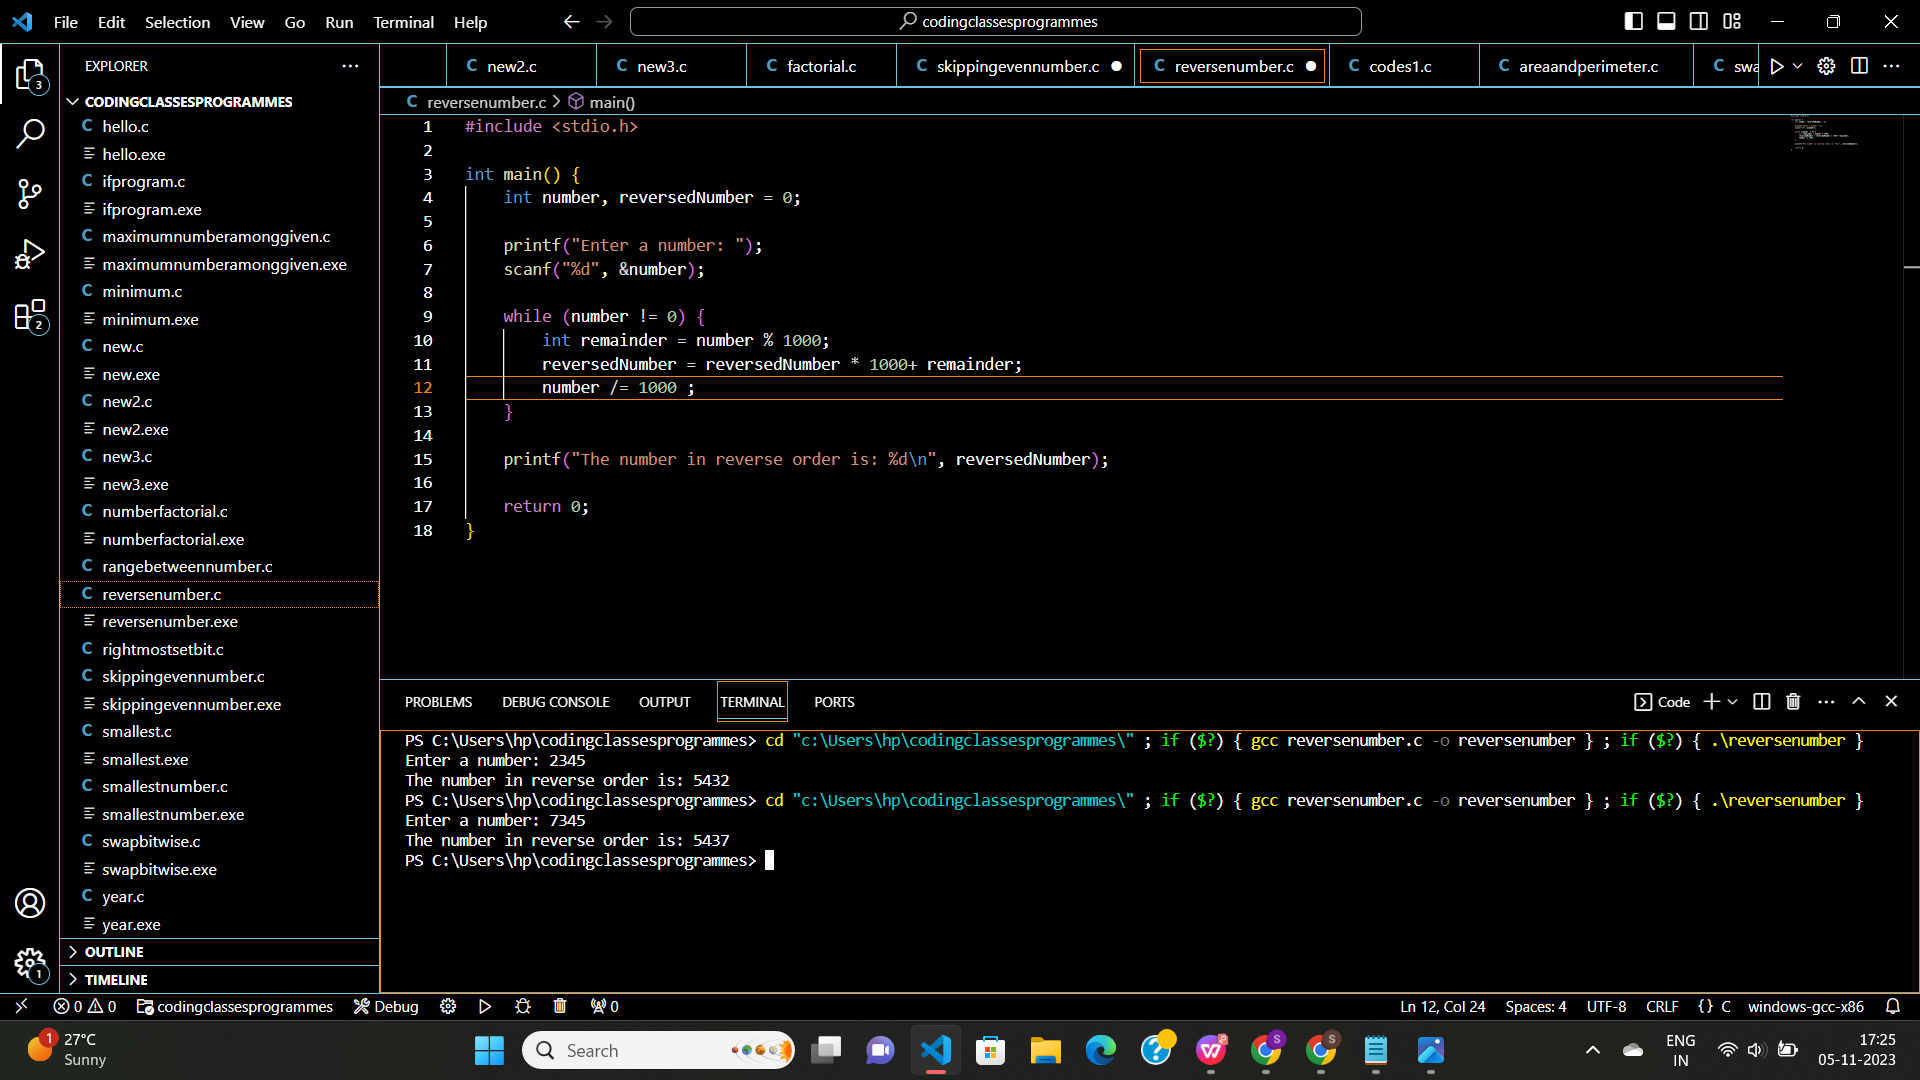 File Edit Selection View Go Run Terminal Help
codingclassesprogrammes
EXPLORER
new2.c new3.c factorial.c skippingevennumber.c reversenumber.c codes1.c areaandperimeter.c swa
reversenumber.c > main()
CODINGCLASSESPROGRAMMES
hello.c
hello.exe
ifprogram.c
ifprogram.exe
maximumnumberamonggiven.c
maximumnumberamonggiven.exe
minimum.c
minimum.exe
new.c
new.exe
new2.c
new2.exe
new3.c
new3.exe
numberfactorial.c
numberfactorial.exe
rangebetweennumber.c
reversenumber.c
reversenumber.exe
rightmostsetbit.c
skippingevennumber.c
skippingevennumber.exe
smallest.c
smallest.exe
smallestnumber.c
smallestnumber.exe
swapbitwise.c
swapbitwise.exe
year.c
year.exe
OUTLINE
TIMELINE
3
2
1
1 #include <stdio.h>
2
3 int main() {
4 int number, reversedNumber = 0;
5
6 printf("Enter a number: ");
7 scanf("%d", &number);
8
9 while (number != 0) {
10 int remainder = number % 1000;
11 reversedNumber = reversedNumber * 1000+ remainder;
12 number /= 1000 ;
13 }
14
15 printf("The number in reverse order is: %d\n", reversedNumber);
16
17 return 0;
18 }
PROBLEMS DEBUG CONSOLE OUTPUT TERMINAL PORTS
Code
PS C:\Users\hp\codingclassesprogrammes> cd "c:\Users\hp\codingclassesprogrammes\" ; if ($?) { gcc reversenumber.c -o reversenumber } ; if ($?) { .\reversenumber }
Enter a number: 2345
The number in reverse order is: 5432
PS C:\Users\hp\codingclassesprogrammes> cd "c:\Users\hp\codingclassesprogrammes\" ; if ($?) { gcc reversenumber.c -o reversenumber } ; if ($?) { .\reversenumber }
Enter a number: 7345
The number in reverse order is: 5437
PS C:\Users\hp\codingclassesprogrammes>
0 0 codingclassesprogrammes Debug 0
Ln 12, Col 24 Spaces: 4 UTF-8 CRLF {} C windows-gcc-x86
1
27°C
Sunny
Search
ENG
IN
17:25
05-11-2023